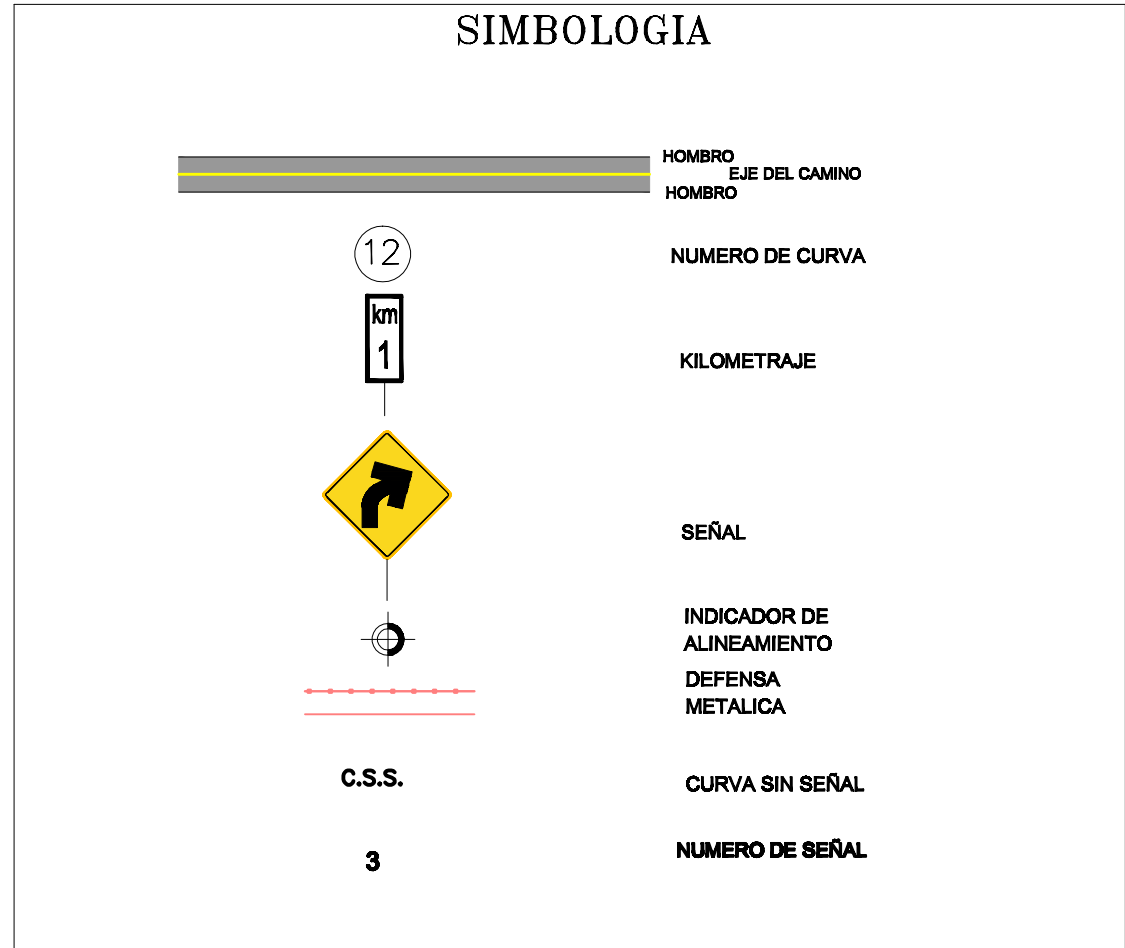 SIMBOLOGIA
HOMBRO
EJE DEL CAMINO
HOMBRO
12
NUMERO DE CURVA
km
1
KILOMETRAJE
SEÑAL
INDICADOR DE
ALINEAMIENTO
DEFENSA
METALICA
C.S.S.
CURVA SIN SEÑAL
3
NUMERO DE SEÑAL